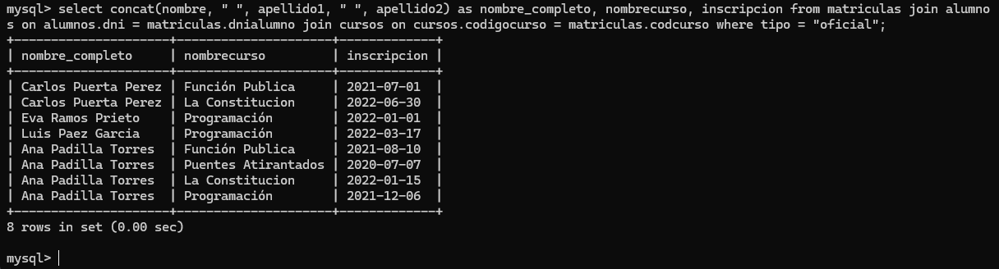 mysql> select concat(nombre, " ", apellido1, " ", apellido2) as nombre_completo, nombrecurso, inscripcion from matriculas join alumno
s on alumnos.dni = matriculas.dnialumno join cursos on cursos.codigocurso = matriculas.codcurso where tipo = "oficial";
+---------------------+---------------------+-------------+
| nombre_completo     | nombrecurso         | inscripcion |
+---------------------+---------------------+-------------+
| Carlos Puerta Perez | Función Publica     | 2021-07-01  |
| Carlos Puerta Perez | La Constitucion     | 2022-06-30  |
| Eva Ramos Prieto    | Programación        | 2022-01-01  |
| Luis Paez Garcia    | Programación        | 2022-03-17  |
| Ana Padilla Torres  | Función Publica     | 2021-08-10  |
| Ana Padilla Torres  | Puentes Atirantados | 2020-07-07  |
| Ana Padilla Torres  | La Constitucion     | 2022-01-15  |
| Ana Padilla Torres  | Programación        | 2021-12-06  |
+---------------------+---------------------+-------------+
8 rows in set (0.00 sec)
mysql>